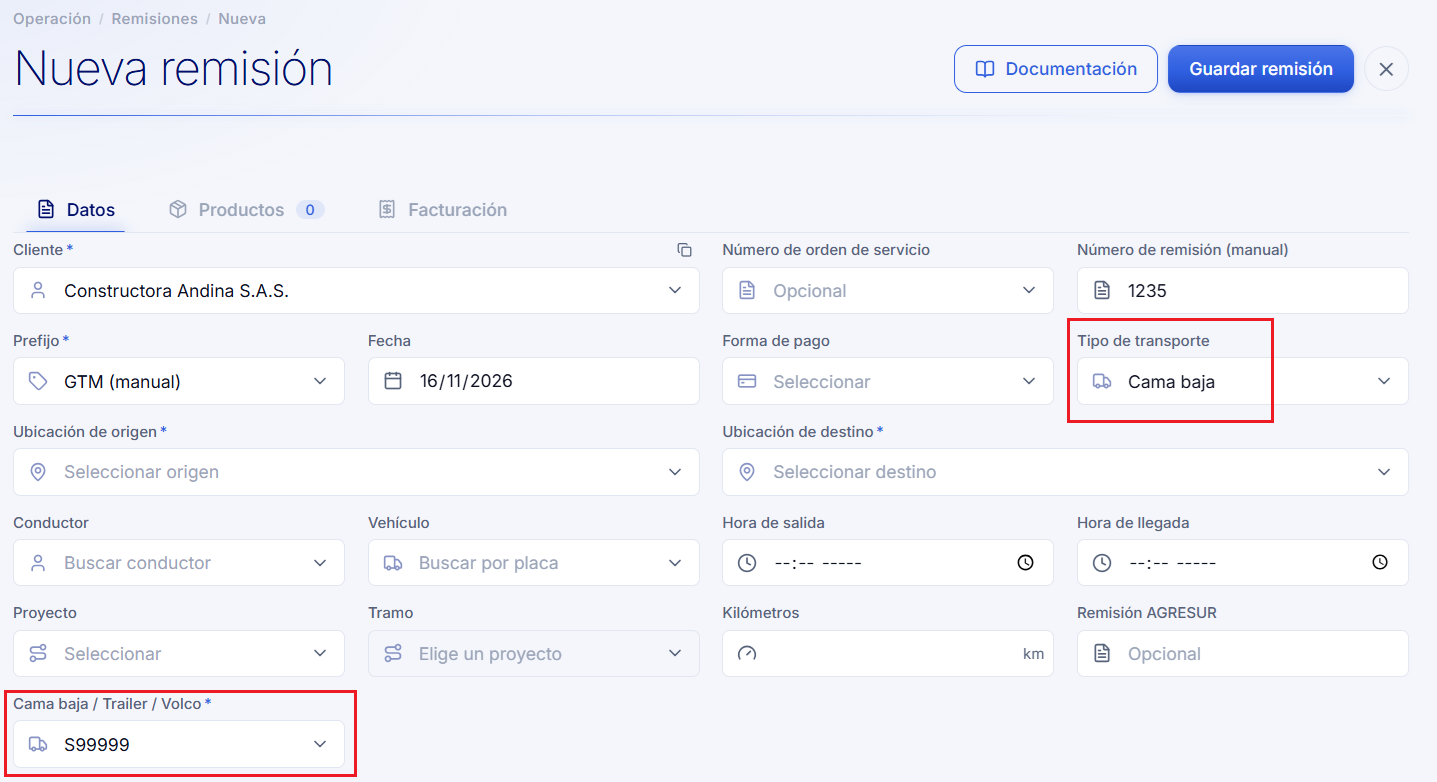 Operación / Remisiones / Nueva
Nueva remisión
Documentación
Guardar remisión
Datos
Productos 0
Facturación
Cliente *
Número de orden de servicio
Número de remisión (manual)
Constructora Andina S.A.S.
Opcional
1235
Prefijo *
Fecha
Forma de pago
Tipo de transporte
GTM (manual)
16/11/2026
Seleccionar
Cama baja
Ubicación de origen *
Ubicación de destino *
Seleccionar origen
Seleccionar destino
Conductor
Vehículo
Hora de salida
Hora de llegada
Buscar conductor
Buscar por placa
--:-- -----
--:-- -----
Proyecto
Tramo
Kilómetros
Remisión AGRESUR
Seleccionar
Elige un proyecto
km
Opcional
Cama baja / Trailer / Volco *
S99999